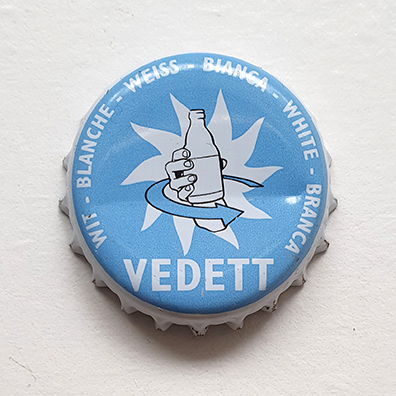 WIT - BLANCHE - WEISS - BIANCA - WHITE - BRANCA
VEDETT